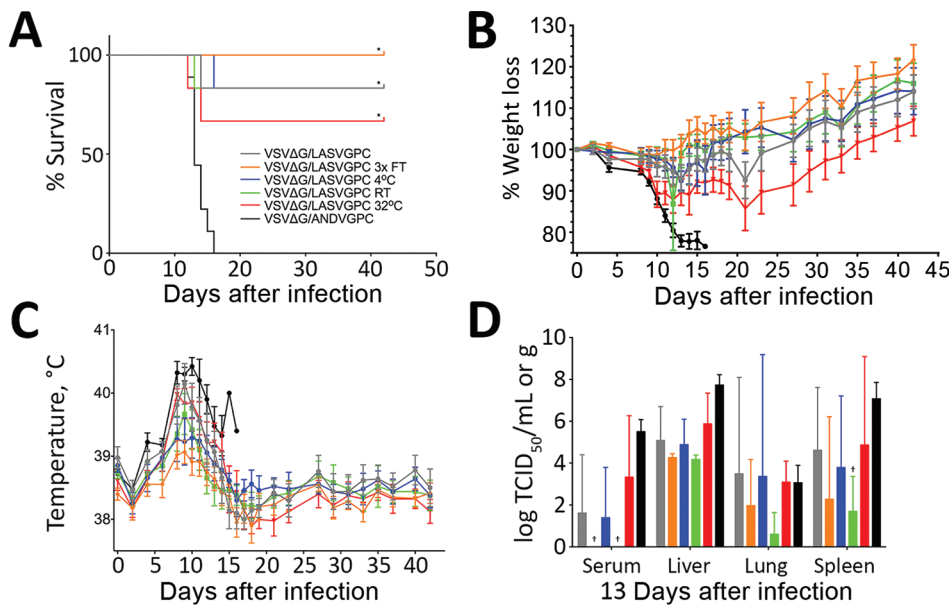 A
% Survival
100
50
0
0 10 20 30 40 50
Days after infection
* 
*
*
VSVΔG/LASVGPC
VSVΔG/LASVGPC 3x FT
VSVΔG/LASVGPC 4ºC
VSVΔG/LASVGPC RT
VSVΔG/LASVGPC 32ºC
VSVΔG/ANDVGPC
B
% Weight loss
120
110
100
90
80
0 5 10 15 20 25 30 35 40 45
Days after infection
C
Temperature, °C
41
40
39
38
0 5 10 15 20 25 30 35 40
Days after infection
D
log TCID50/mL or g
10
8
6
4
2
0
† † †
Serum Liver Lung Spleen
13 Days after infection